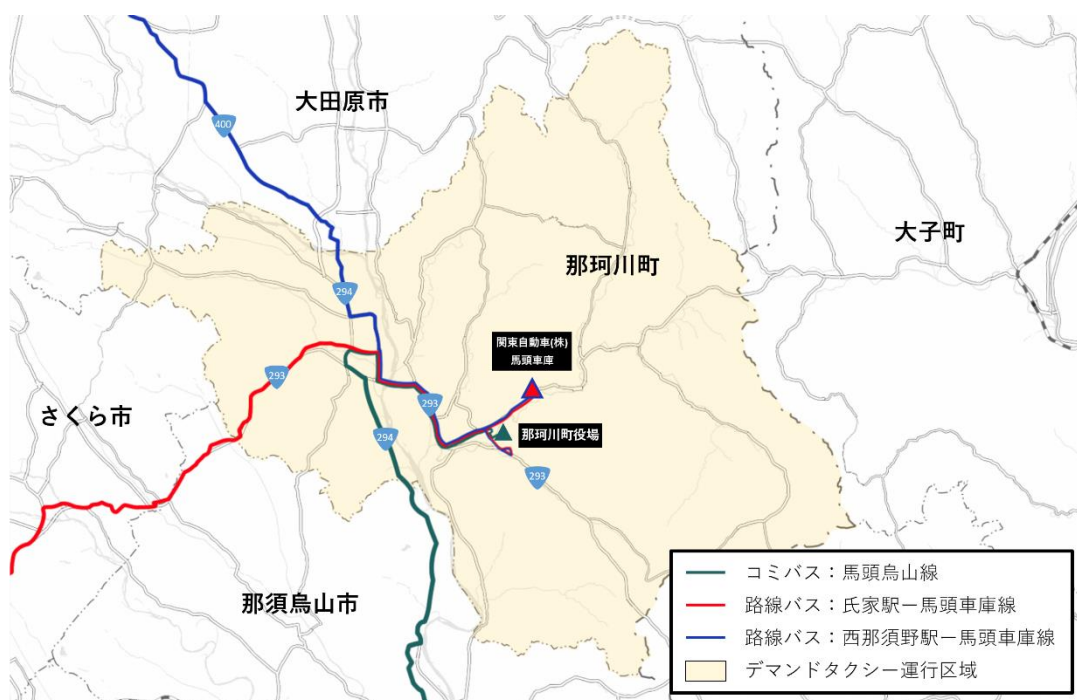 400
大田原市
大子町
那珂川町
294
関東自動車(株)
馬頭車庫
293
293
さくら市
294
那珂川町役場
293
那須烏山市
コミバス：馬頭烏山線
路線バス：氏家駅ー馬頭車庫線
路線バス：西那須野駅ー馬頭車庫線
デマンドタクシー運行区域